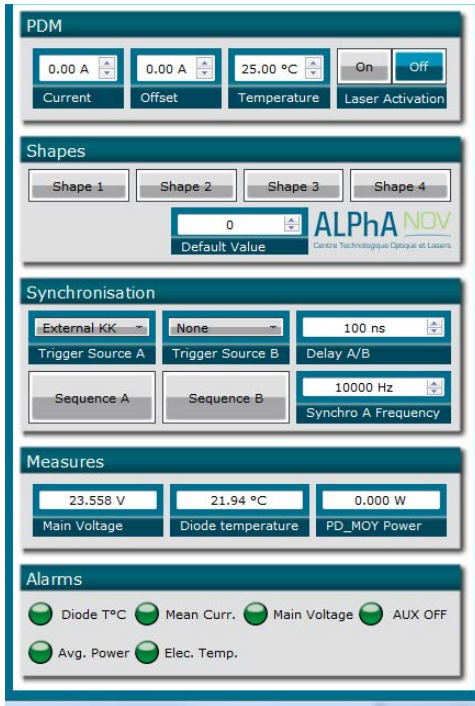 PDM
0.00 A 0.00 A 25.00 °C On Off
Current Offset Temperature Laser Activation
Shapes
Shape 1 Shape 2 Shape 3 Shape 4
0
Default Value
ALPhA NOV
Centre Technologique Optique et Lasers
Synchronisation
External KK None 100 ns
Trigger Source A Trigger Source B Delay A/B
Sequence A Sequence B 10000 Hz
Synchro A Frequency
Measures
23.558 V 21.94 °C 0.000 W
Main Voltage Diode temperature PD_MOY Power
Alarms
Diode T°C Mean Curr. Main Voltage AUX OFF
Avg. Power Elec. Temp.